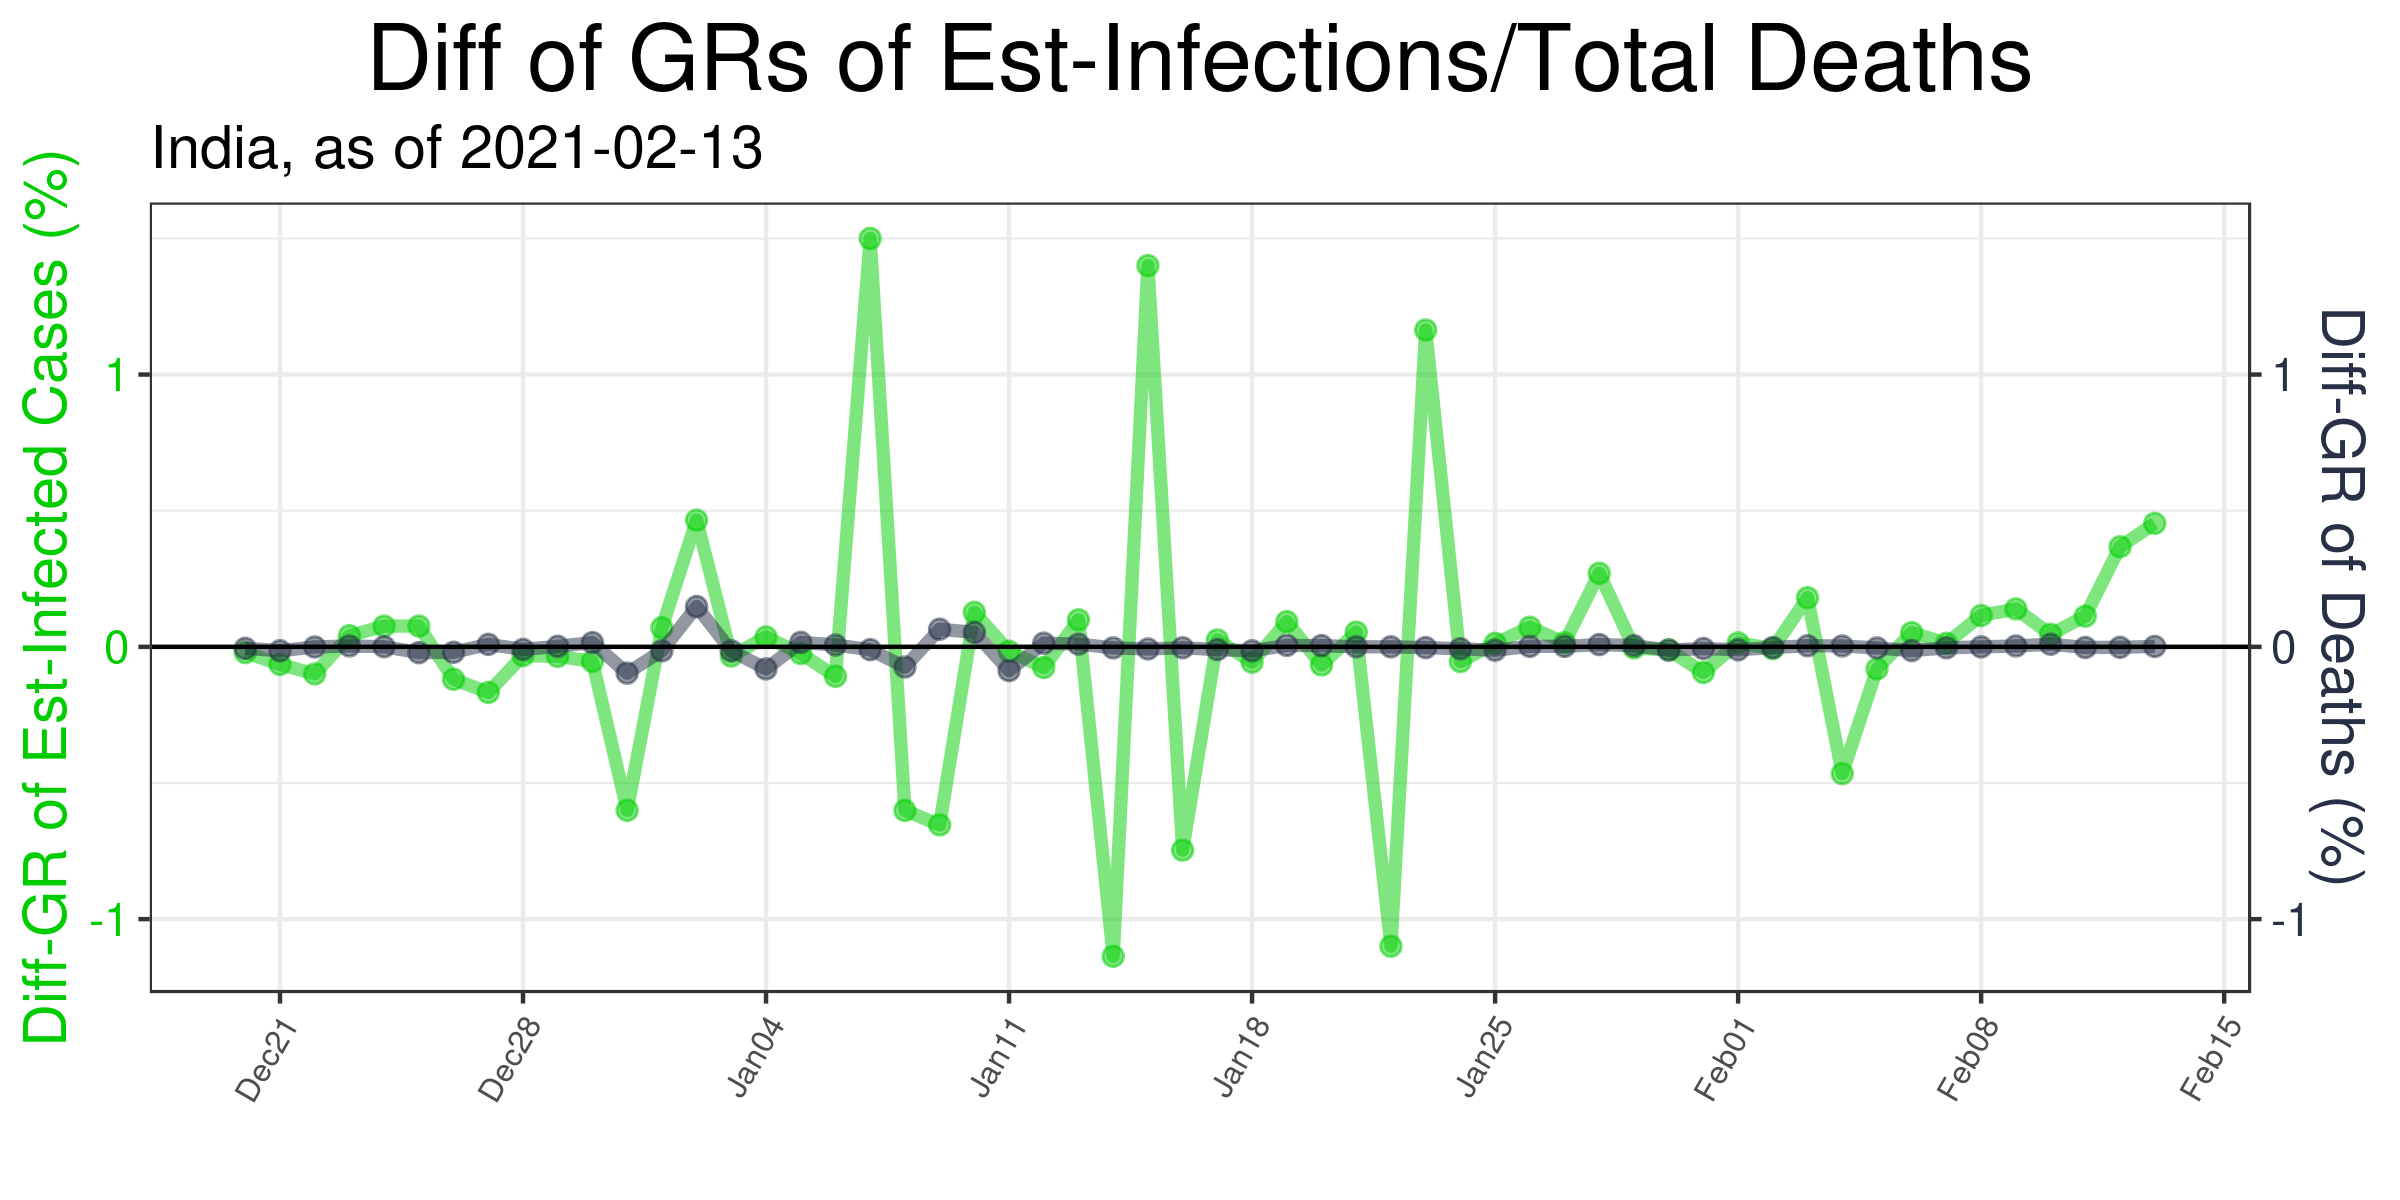 Diff of GRs of Est-Infections/Total Deaths
India, as of 2021-02-13
Diff-GR of Est-Infected Cases (%)
1
0
-1
1
0
-1
Diff-GR of Deaths (%)
Dec21
Dec28
Jan04
Jan11
Jan18
Jan25
Feb01
Feb08
Feb15